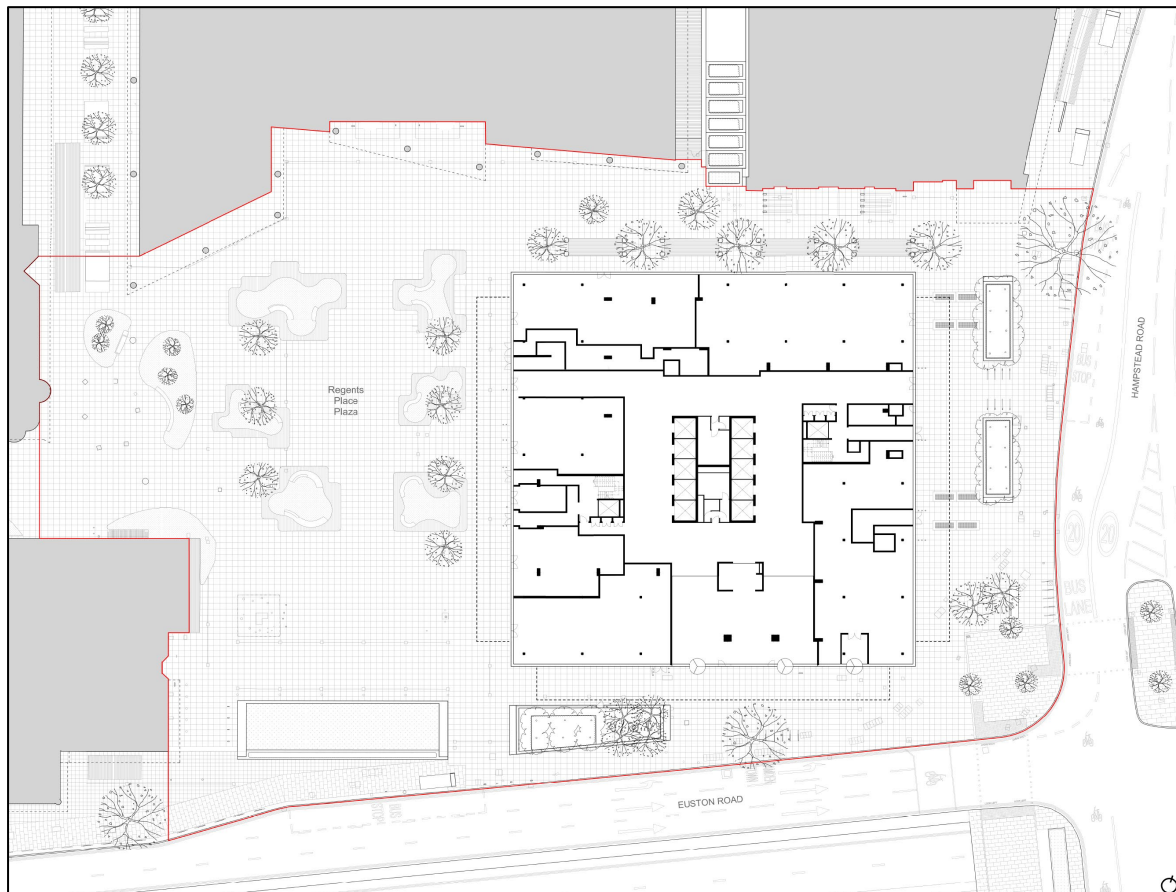 HAMPSTEAD ROAD
BUS
STOP
Regents
Place
Plaza
20
20
BUS
LANE
EUSTON ROAD